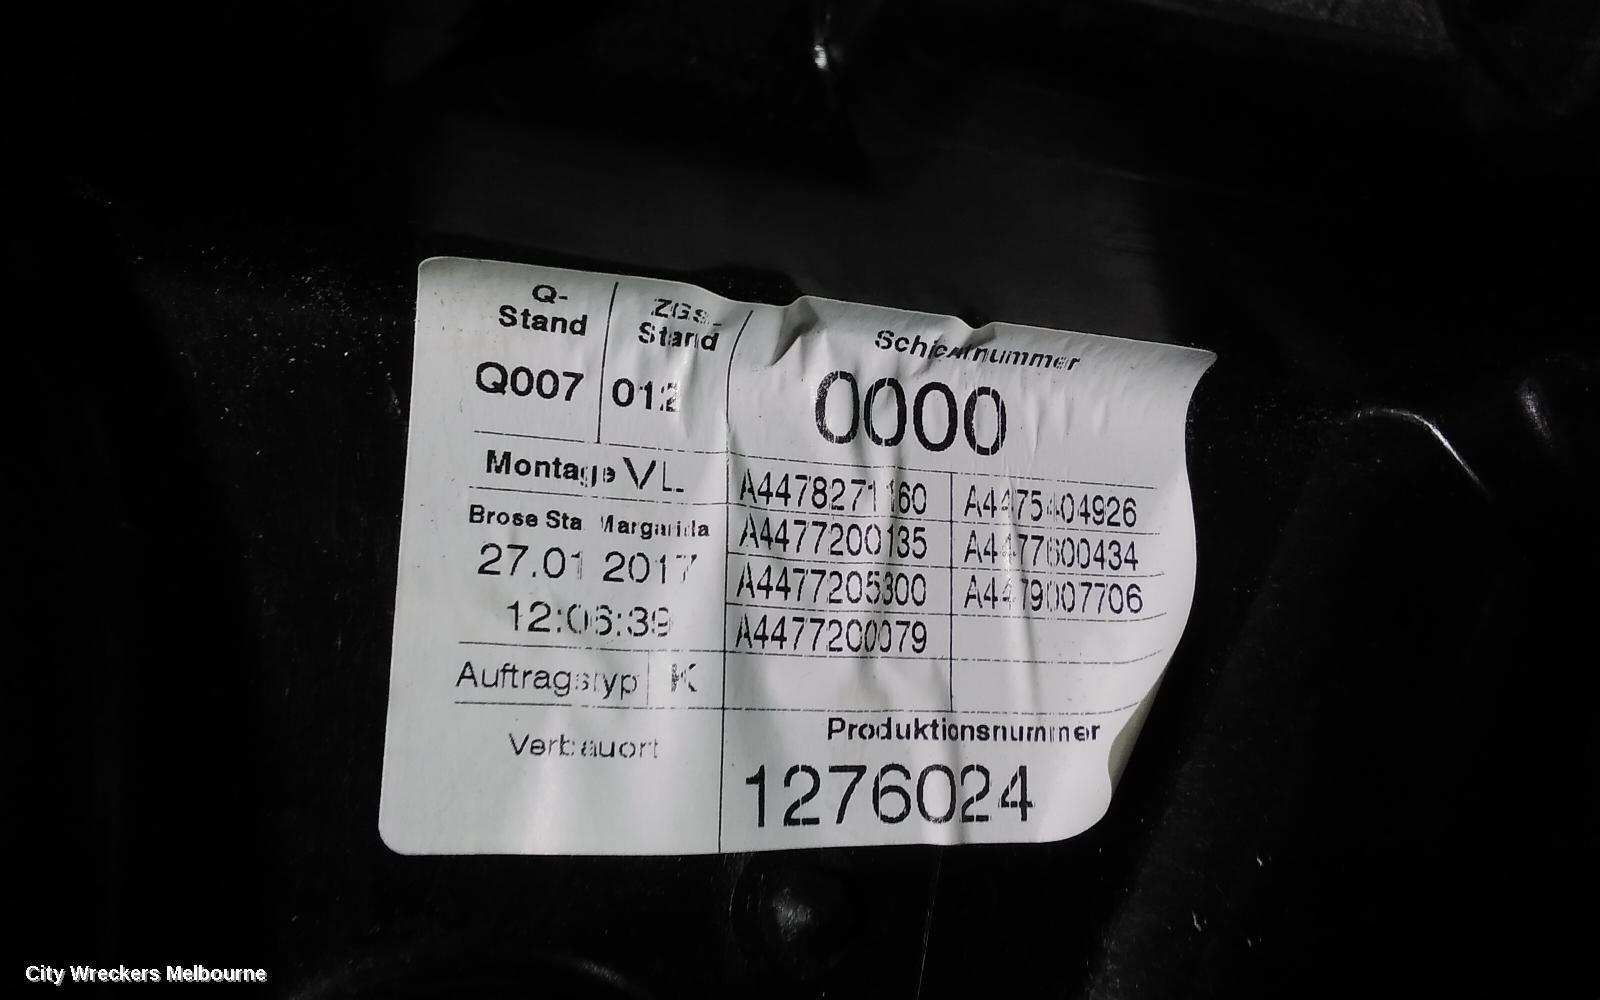 Q-
Stand
ZGS-
Stand
Schichtnummer
Q007
012
0000
Montage VL
A4478271160 A4475404926
Brose Sta Margarida
A4477200135 A4477600434
27.01 2017
A4477205300 A4479007706
12:06:39
A4477200079
Auftragstyp K
Produktionsnummer
Verbauort
1276024
City Wreckers Melbourne